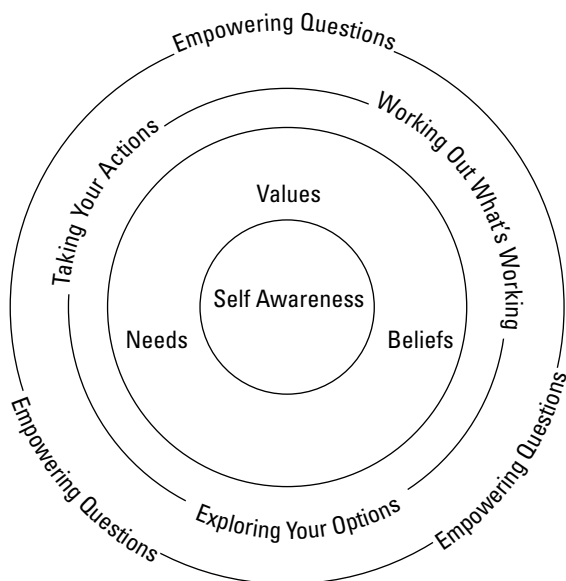 Empowering Questions
Taking Your Actions
Working Out What's Working
Values
Self Awareness
Needs
Beliefs
Exploring Your Options
Empowering Questions
Empowering Questions